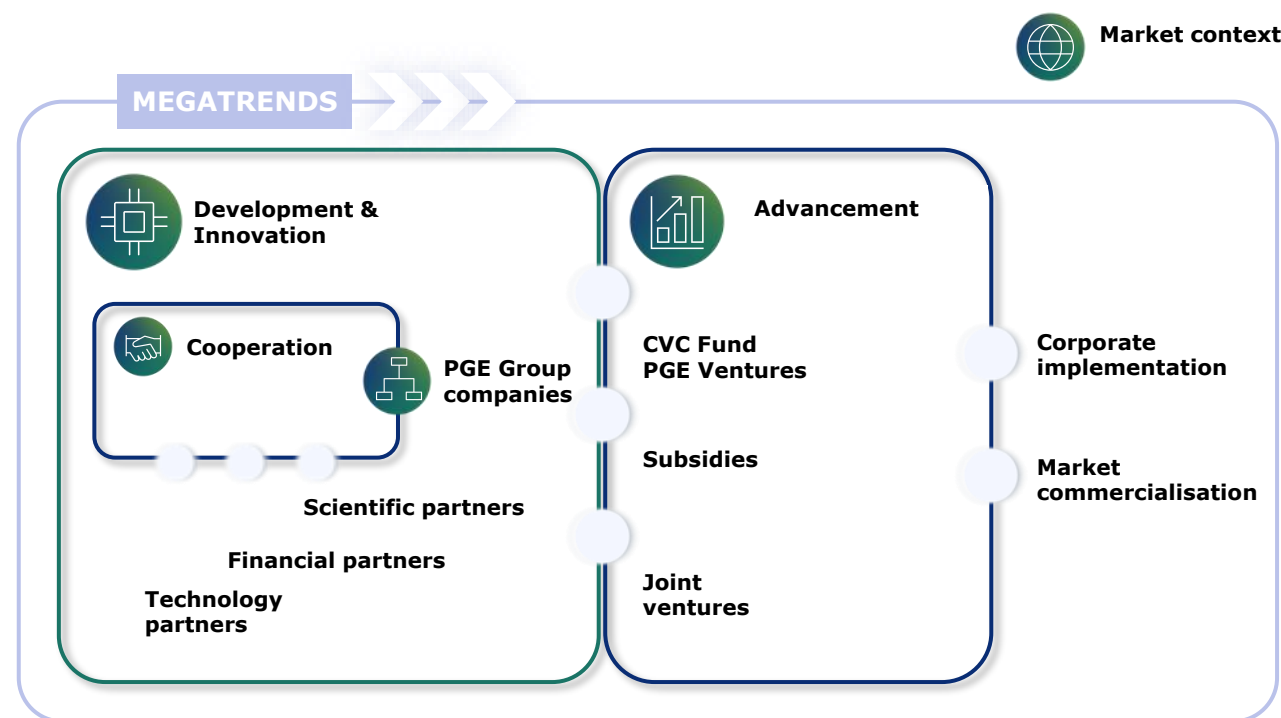 Market context
MEGATRENDS
Development &
Innovation
Cooperation
PGE Group
companies
Scientific partners
Financial partners
Technology
partners
Advancement
CVC Fund
PGE Ventures
Subsidies
Joint
ventures
Corporate
implementation
Market
commercialisation